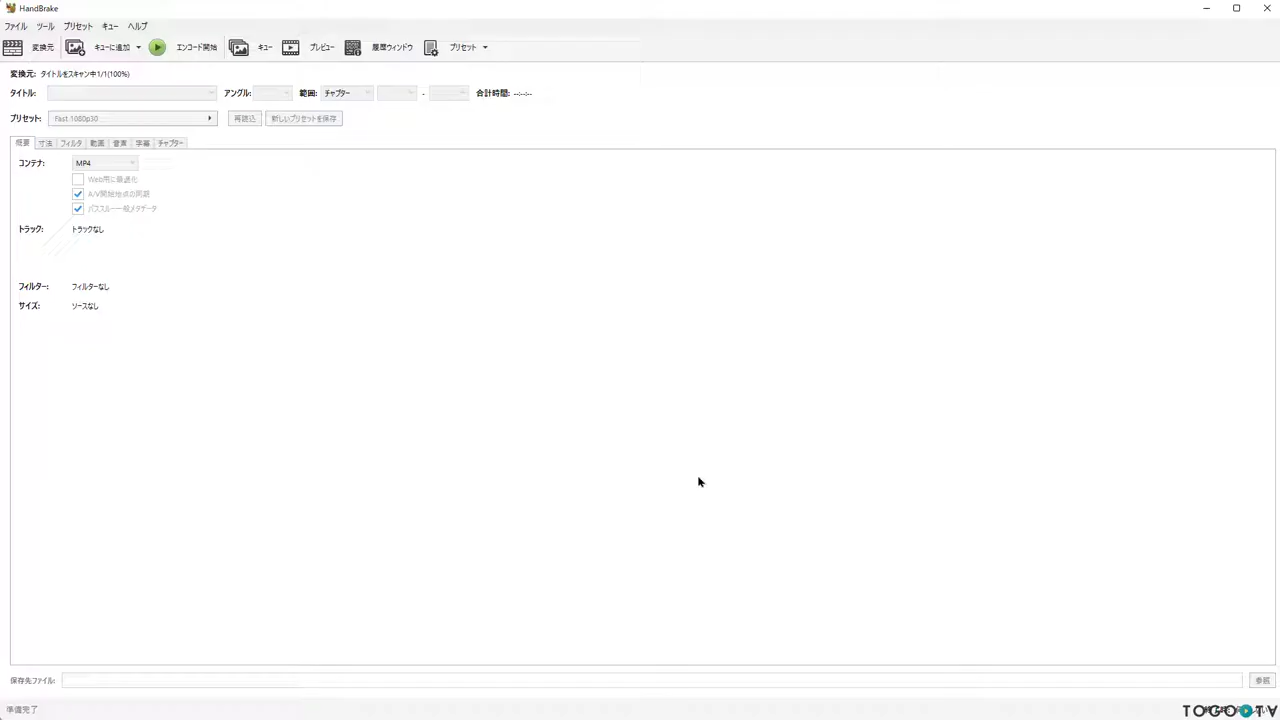 HandBrake
ファイル ツール プリセット キュー ヘルプ
変換元 キューに追加 エンコード開始 キュー プレビュー 履歴ウィンドウ プリセット
変換元: タイトルをスキャン中1/1(100%)
タイトル: アングル: 範囲: チャプター - 合計時間: --:--:--
プリセット: Fast 1080p30 再読込 新しいプリセットを保存
概要 寸法 フィルタ 動画 音声 字幕 チャプター
コンテナ: MP4
Web用に最適化
A/V開始地点の同期
パススルー一般メタデータ
トラック: トラックなし
フィルター: フィルターなし
サイズ: ソースなし
保存先ファイル: 参照
準備完了
TOGO TV